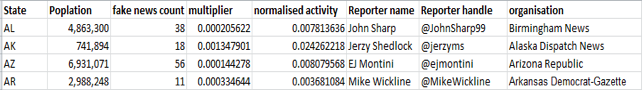 State Poplation fake news count multiplier normalised activity Reporter name Reporter handle organisation
AL 4,863,300 38 0.000205622 0.007813636 John Sharp @JohnSharp99 Birmingham News
AK 741,894 18 0.001347901 0.024262218 Jerzy Shedlock @jerzyms Alaska Dispatch News
AZ 6,931,071 56 0.000144278 0.008079568 EJ Montini @ejmontini Arizona Republic
AR 2,988,248 11 0.000334644 0.003681084 Mike Wickline @MikeWickline Arkansas Democrat-Gazette